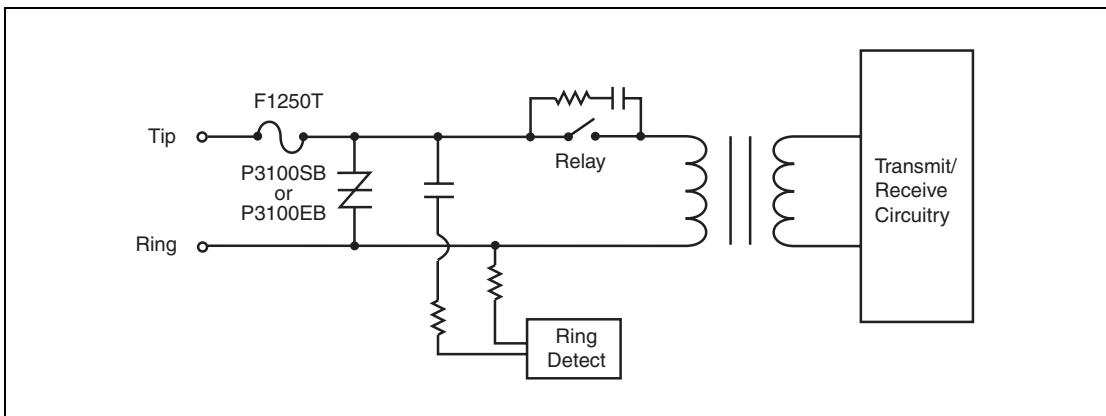 F1250T
Tip
P3100SB
or
P3100EB
Relay
Ring
Ring
Detect
Transmit/
Receive
Circuitry